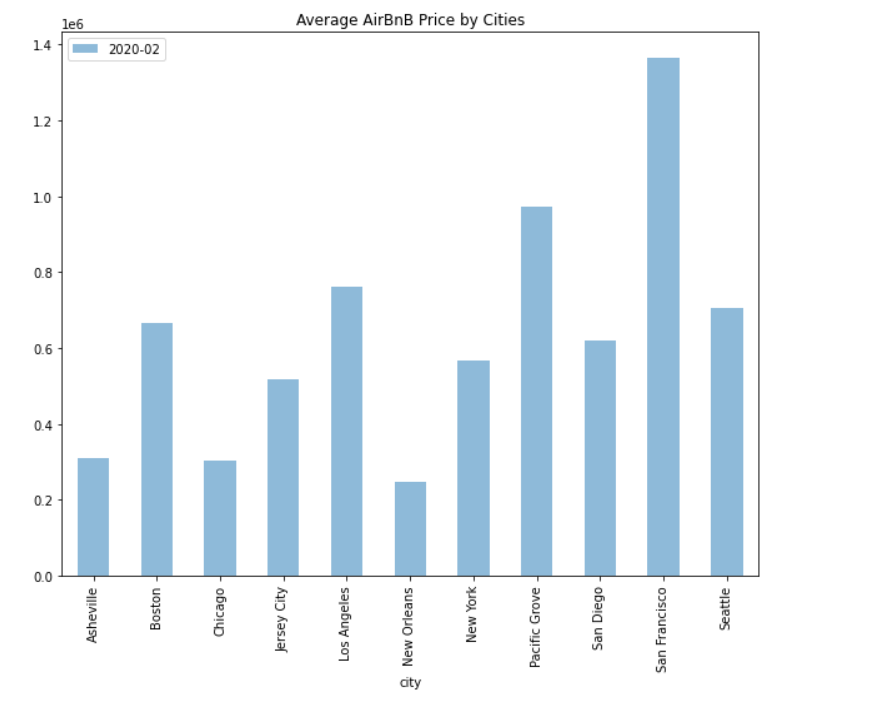 Average AirBnB Price by Cities
1e6
2020-02
1.4
1.2
1.0
0.8
0.6
0.4
0.2
0.0
Asheville
Boston
Chicago
Jersey City
Los Angeles
New Orleans
New York
Pacific Grove
San Diego
San Francisco
Seattle
city